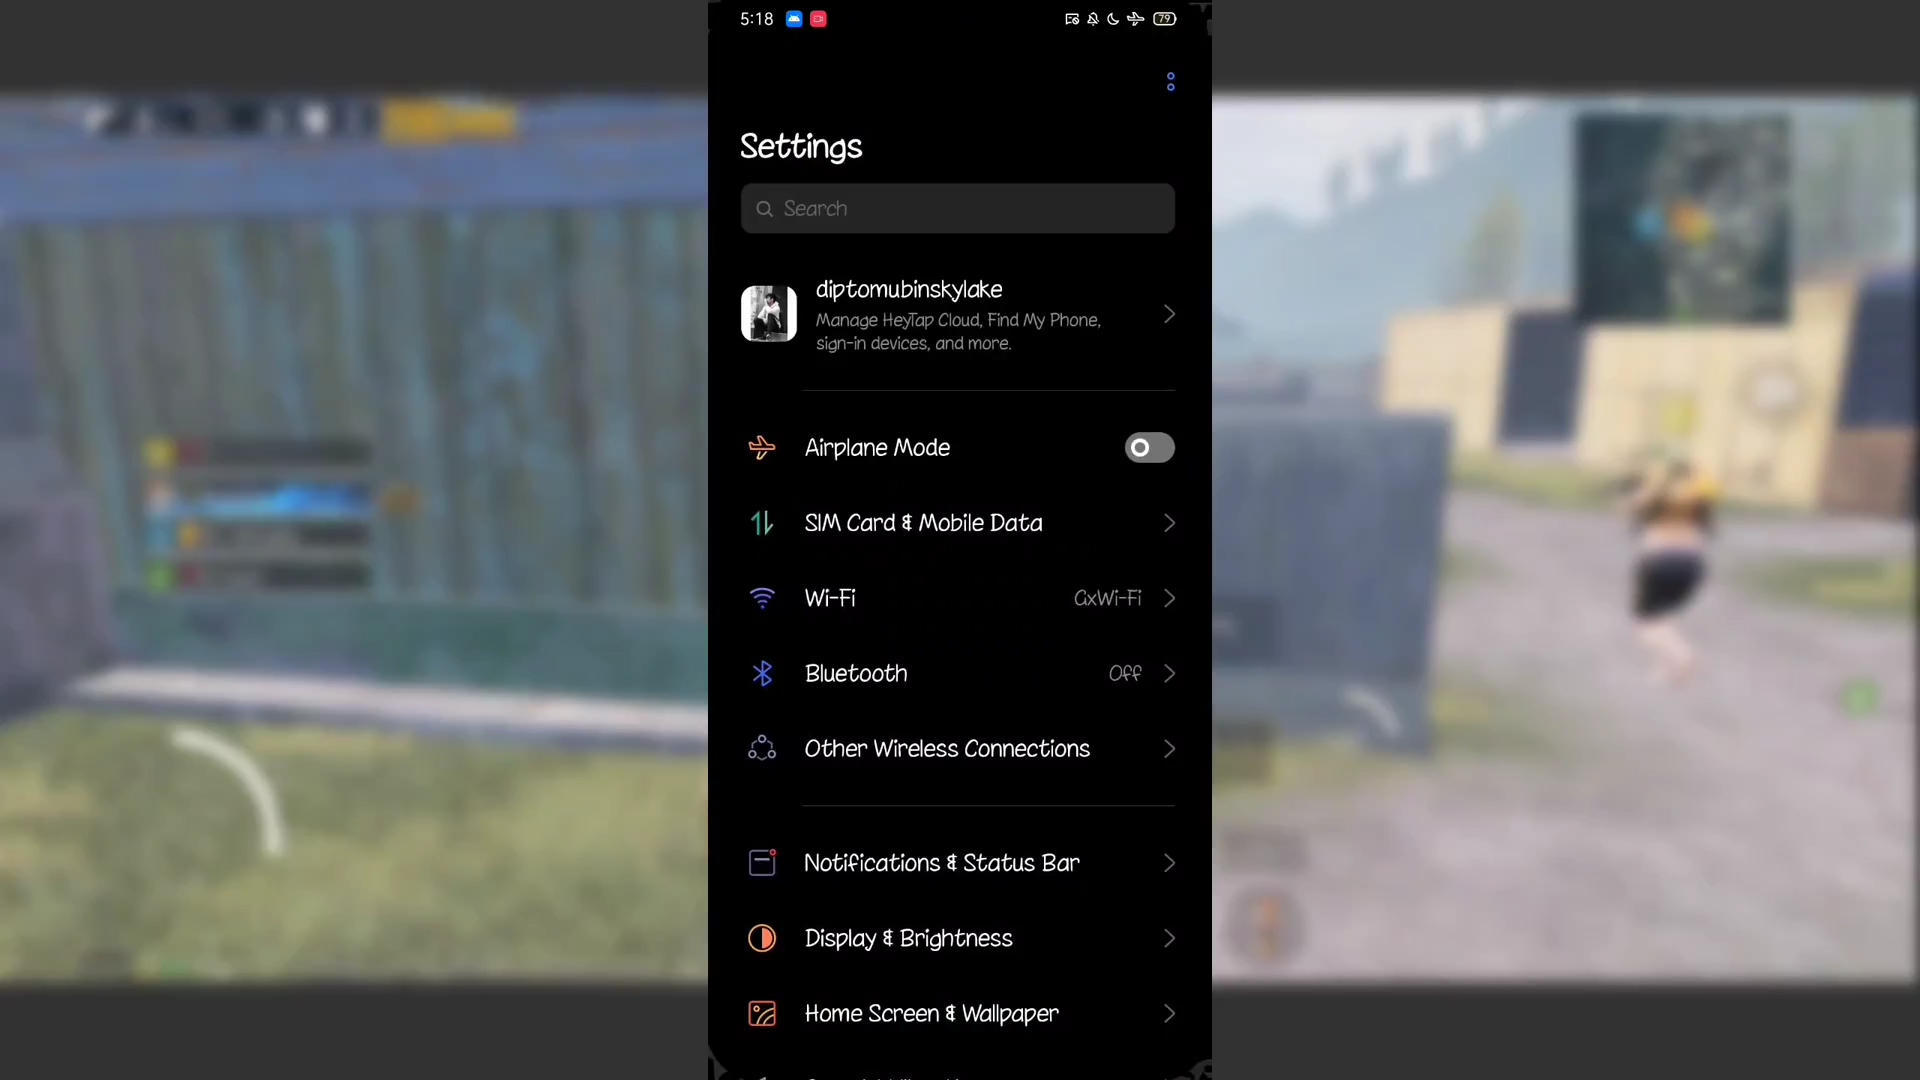 5:18
79
Settings
Search
diptomubinskylake
Manage HeyTap Cloud, Find My Phone,
sign-in devices, and more.
Airplane Mode
SIM Card & Mobile Data
Wi-Fi
GxWi-Fi
Bluetooth
Off
Other Wireless Connections
Notifications & Status Bar
Display & Brightness
Home Screen & Wallpaper